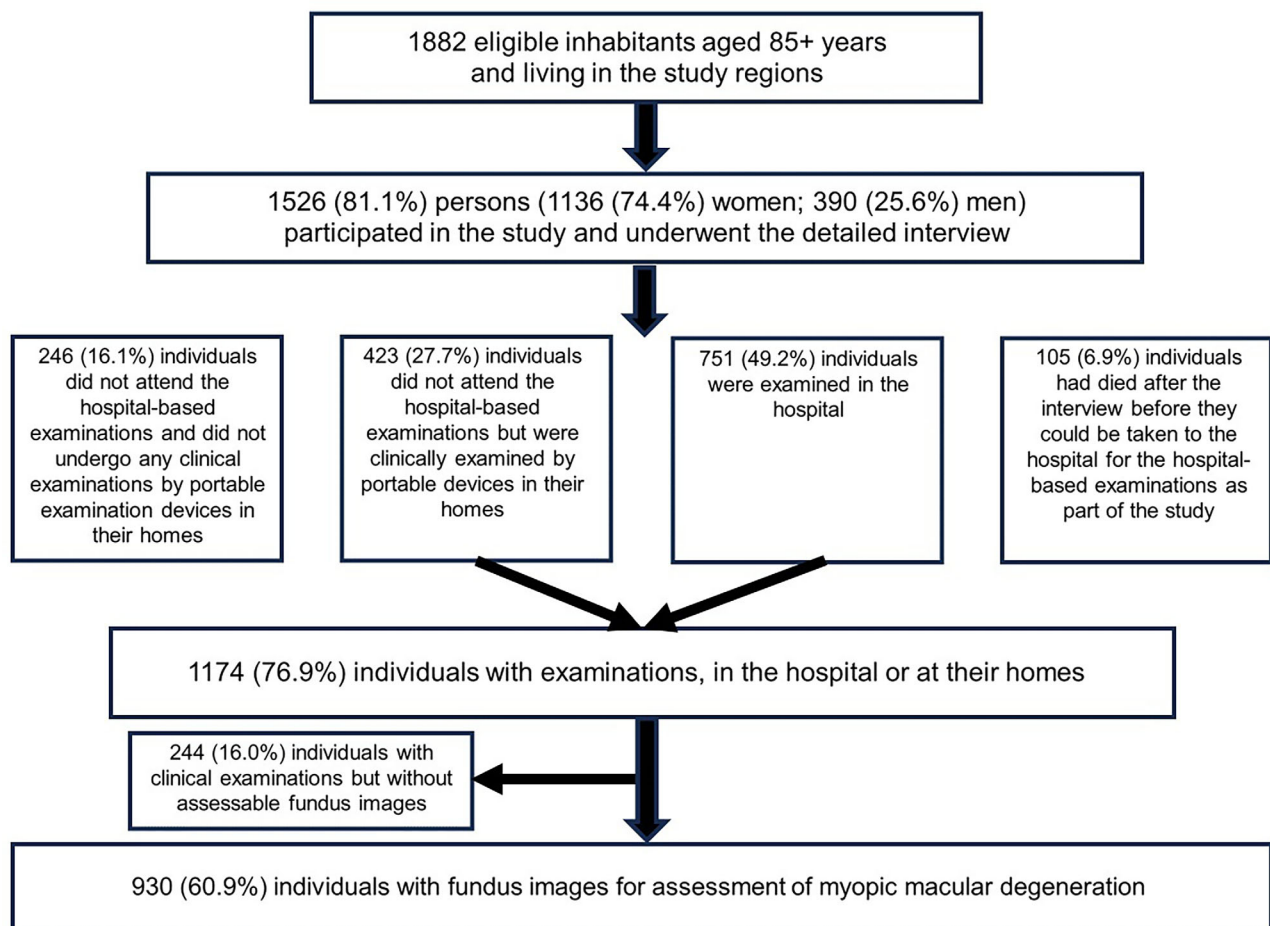 1882 eligible inhabitants aged 85+ years
and living in the study regions
1526 (81.1%) persons (1136 (74.4%) women; 390 (25.6%) men)
participated in the study and underwent the detailed interview
246 (16.1%) individuals
did not attend the
hospital-based
examinations and did not
undergo any clinical
examinations by portable
examination devices in
their homes
423 (27.7%) individuals
did not attend the
hospital-based
examinations but were
clinically examined by
portable devices in their
homes
751 (49.2%) individuals
were examined in the
hospital
105 (6.9%) individuals
had died after the
interview before they
could be taken to the
hospital for the hospital-
based examinations as
part of the study
1174 (76.9%) individuals with examinations, in the hospital or at their homes
244 (16.0%) individuals with
clinical examinations but without
assessable fundus images
930 (60.9%) individuals with fundus images for assessment of myopic macular degeneration